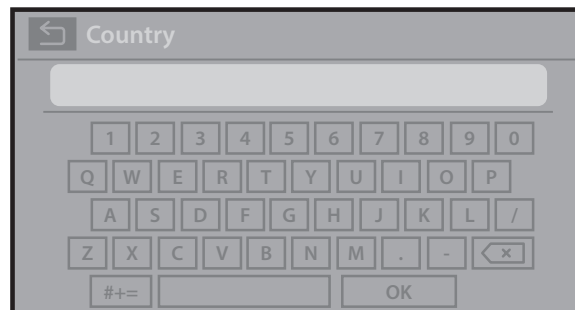 Country
1 2 3 4 5 6 7 8 9 0
Q W E R T Y U I O P
A S D F G H J K L /
Z X C V B N M . -
#+= OK